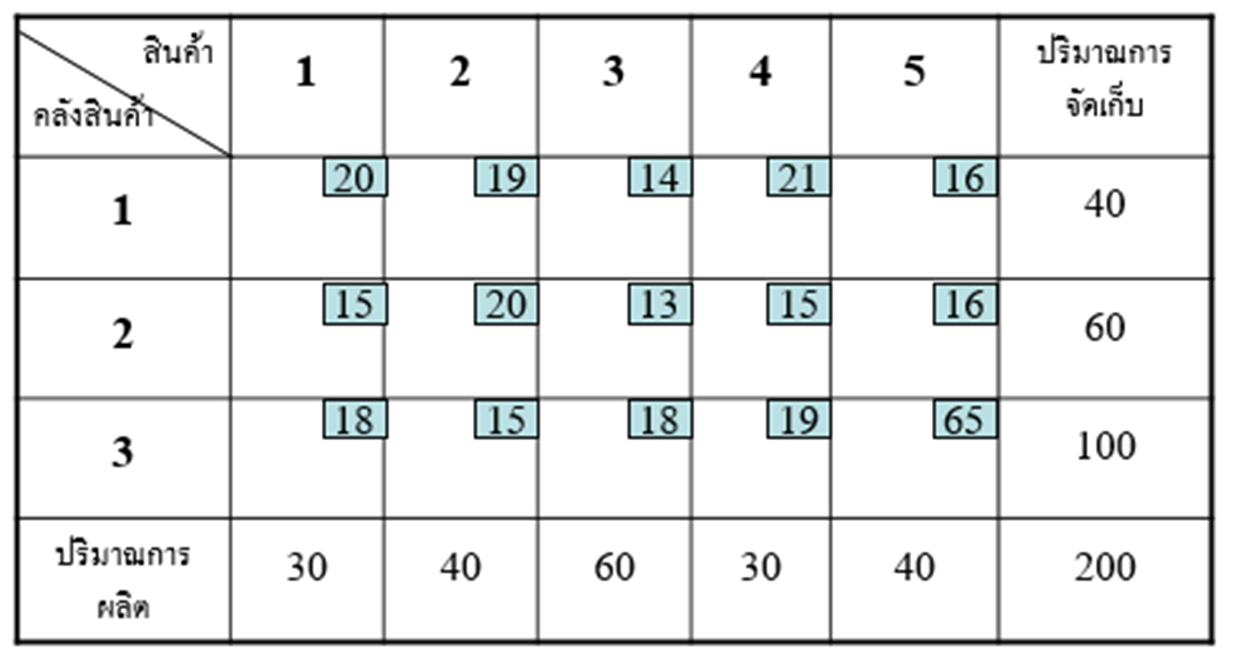 สินค้า
คลังสินค้า
1 2 3 4 5
ปริมาณการ
จัดเก็บ
20 19 14 21 16
1 40
15 20 13 15 16
2 60
18 15 18 19 65
3 100
ปริมาณการ
ผลิต
30 40 60 30 40 200